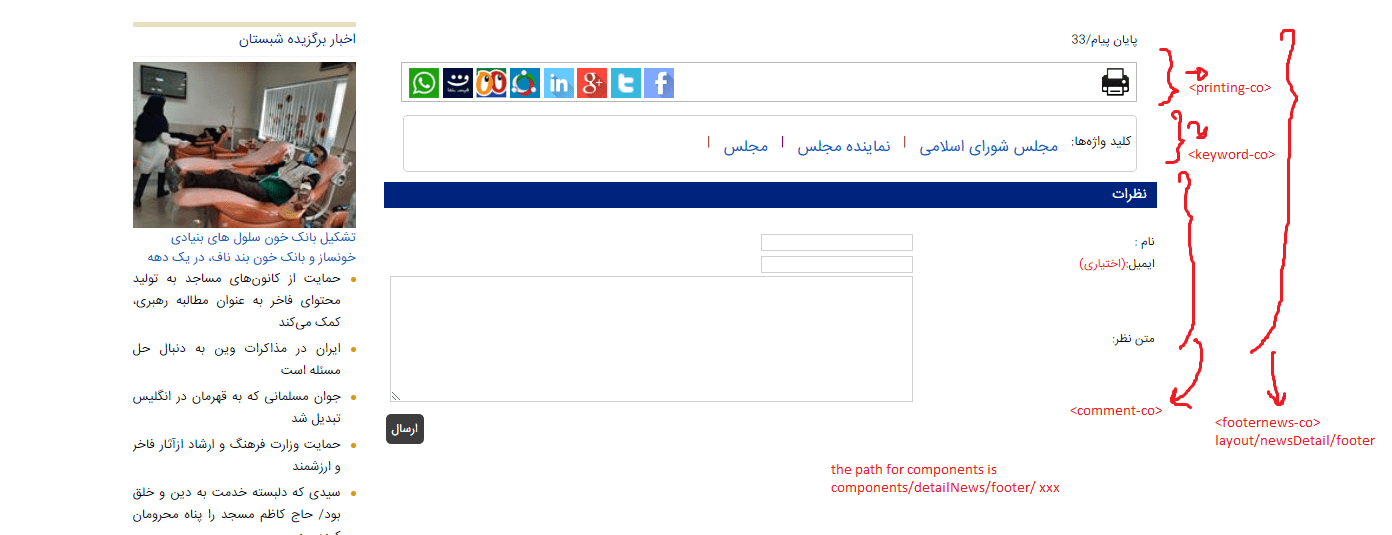 پایان پیام/33
<printing-co>
کلید واژه‌ها: مجلس شورای اسلامی | نماینده مجلس | مجلس |
<keyword-co>
نظرات
نام :
ایمیل:(اختیاری)
متن نظر:
<comment-co>
ارسال
<footernews-co>
layout/newsDetail/footer
the path for components is
components/detailNews/footer/ xxx
اخبار برگزیده شبستان
تشکیل بانک خون سلول های بنیادی
خونساز و بانک خون بند ناف، در یک دهه
حمایت از کانون‌های مساجد به تولید
محتوای فاخر به عنوان مطالبه رهبری،
کمک می‌کند
ایران در مذاکرات وین به دنبال حل
مسئله است
جوان مسلمانی که به قهرمان در انگلیس
تبدیل شد
حمایت وزارت فرهنگ و ارشاد ازآثار فاخر
و ارزشمند
سیدی که دلبسته خدمت به دین و خلق
بود/ حاج کاظم مسجد را پناه محرومان